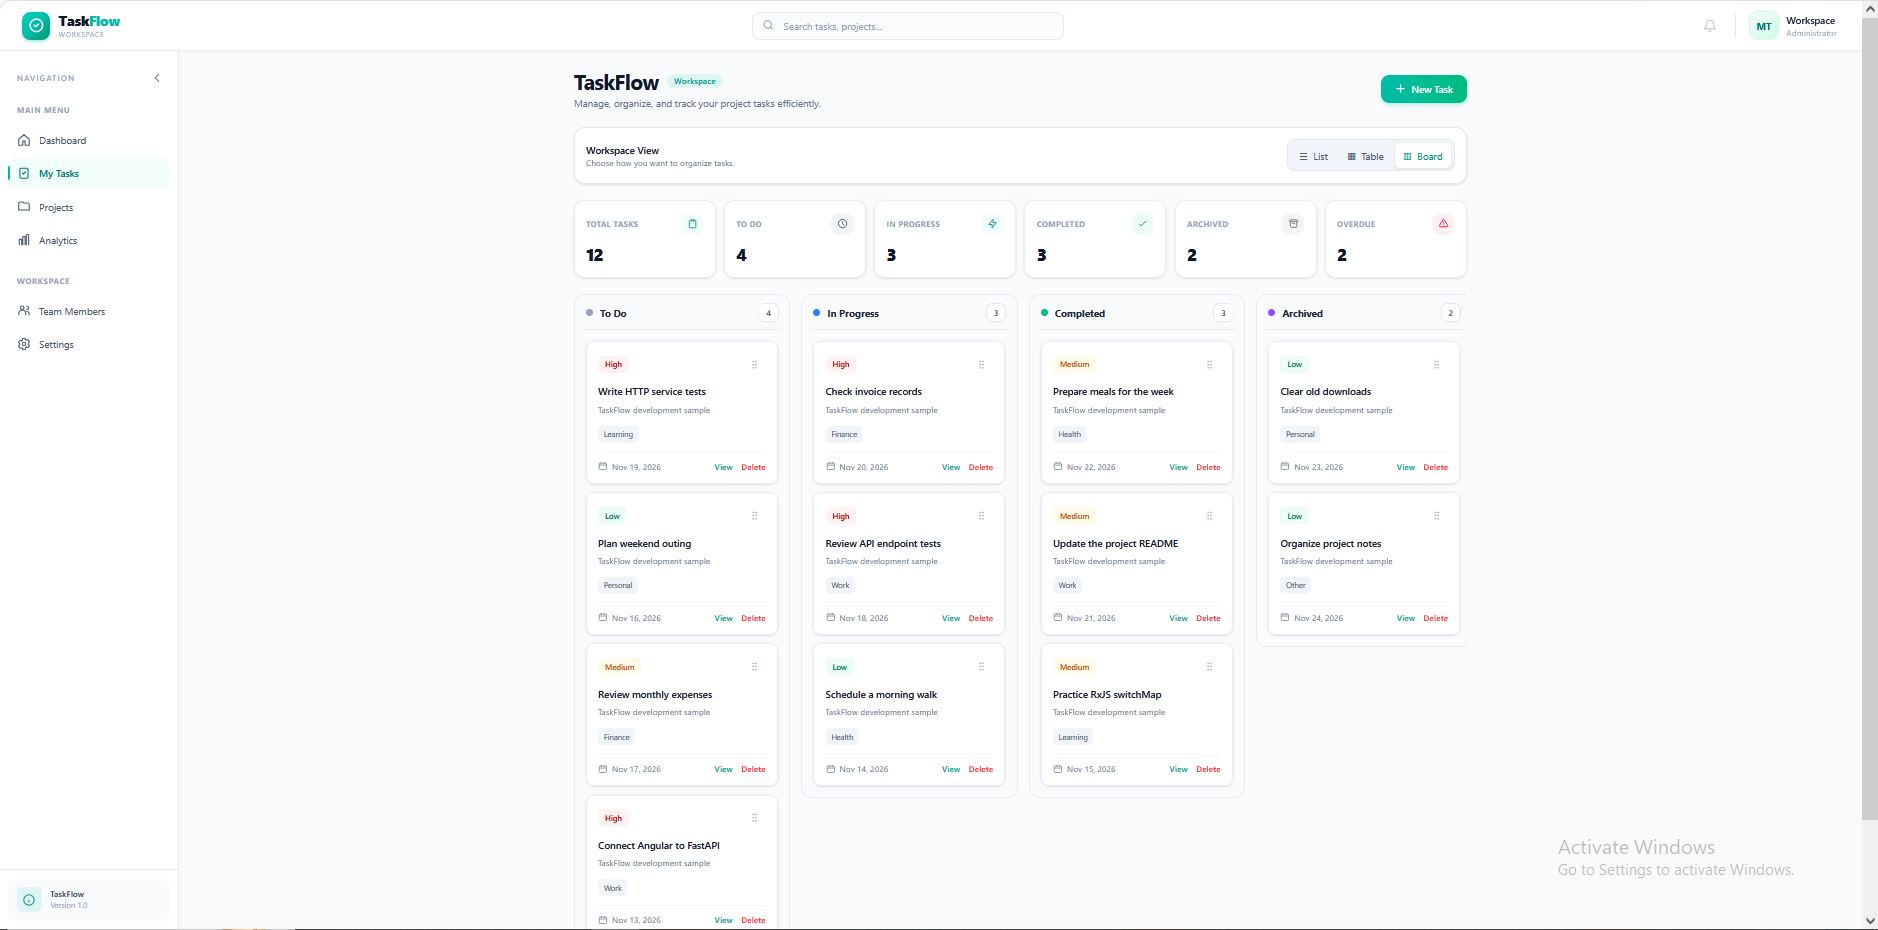 TaskFlow
WORKSPACE
Search tasks, projects...
MT
Workspace
Administrator
NAVIGATION
MAIN MENU
Dashboard
My Tasks
Projects
Analytics
WORKSPACE
Team Members
Settings
TaskFlow
Version 1.0
TaskFlow Workspace
Manage, organize, and track your project tasks efficiently.
New Task
Workspace View
Choose how you want to organize tasks.
List Table Board
TOTAL TASKS
12
TO DO
4
IN PROGRESS
3
COMPLETED
3
ARCHIVED
2
OVERDUE
2
To Do 4
High
Write HTTP service tests
TaskFlow development sample
Learning
Nov 19, 2026 View Delete
Low
Plan weekend outing
TaskFlow development sample
Personal
Nov 16, 2026 View Delete
Medium
Review monthly expenses
TaskFlow development sample
Finance
Nov 17, 2026 View Delete
High
Connect Angular to FastAPI
TaskFlow development sample
Work
Nov 13, 2026 View Delete
In Progress 3
High
Check invoice records
TaskFlow development sample
Finance
Nov 20, 2026 View Delete
High
Review API endpoint tests
TaskFlow development sample
Work
Nov 18, 2026 View Delete
Low
Schedule a morning walk
TaskFlow development sample
Health
Nov 14, 2026 View Delete
Completed 3
Medium
Prepare meals for the week
TaskFlow development sample
Health
Nov 22, 2026 View Delete
Medium
Update the project README
TaskFlow development sample
Work
Nov 21, 2026 View Delete
Medium
Practice RxJS switchMap
TaskFlow development sample
Learning
Nov 15, 2026 View Delete
Archived 2
Low
Clear old downloads
TaskFlow development sample
Personal
Nov 23, 2026 View Delete
Low
Organize project notes
TaskFlow development sample
Other
Nov 24, 2026 View Delete
Activate Windows
Go to Settings to activate Windows.